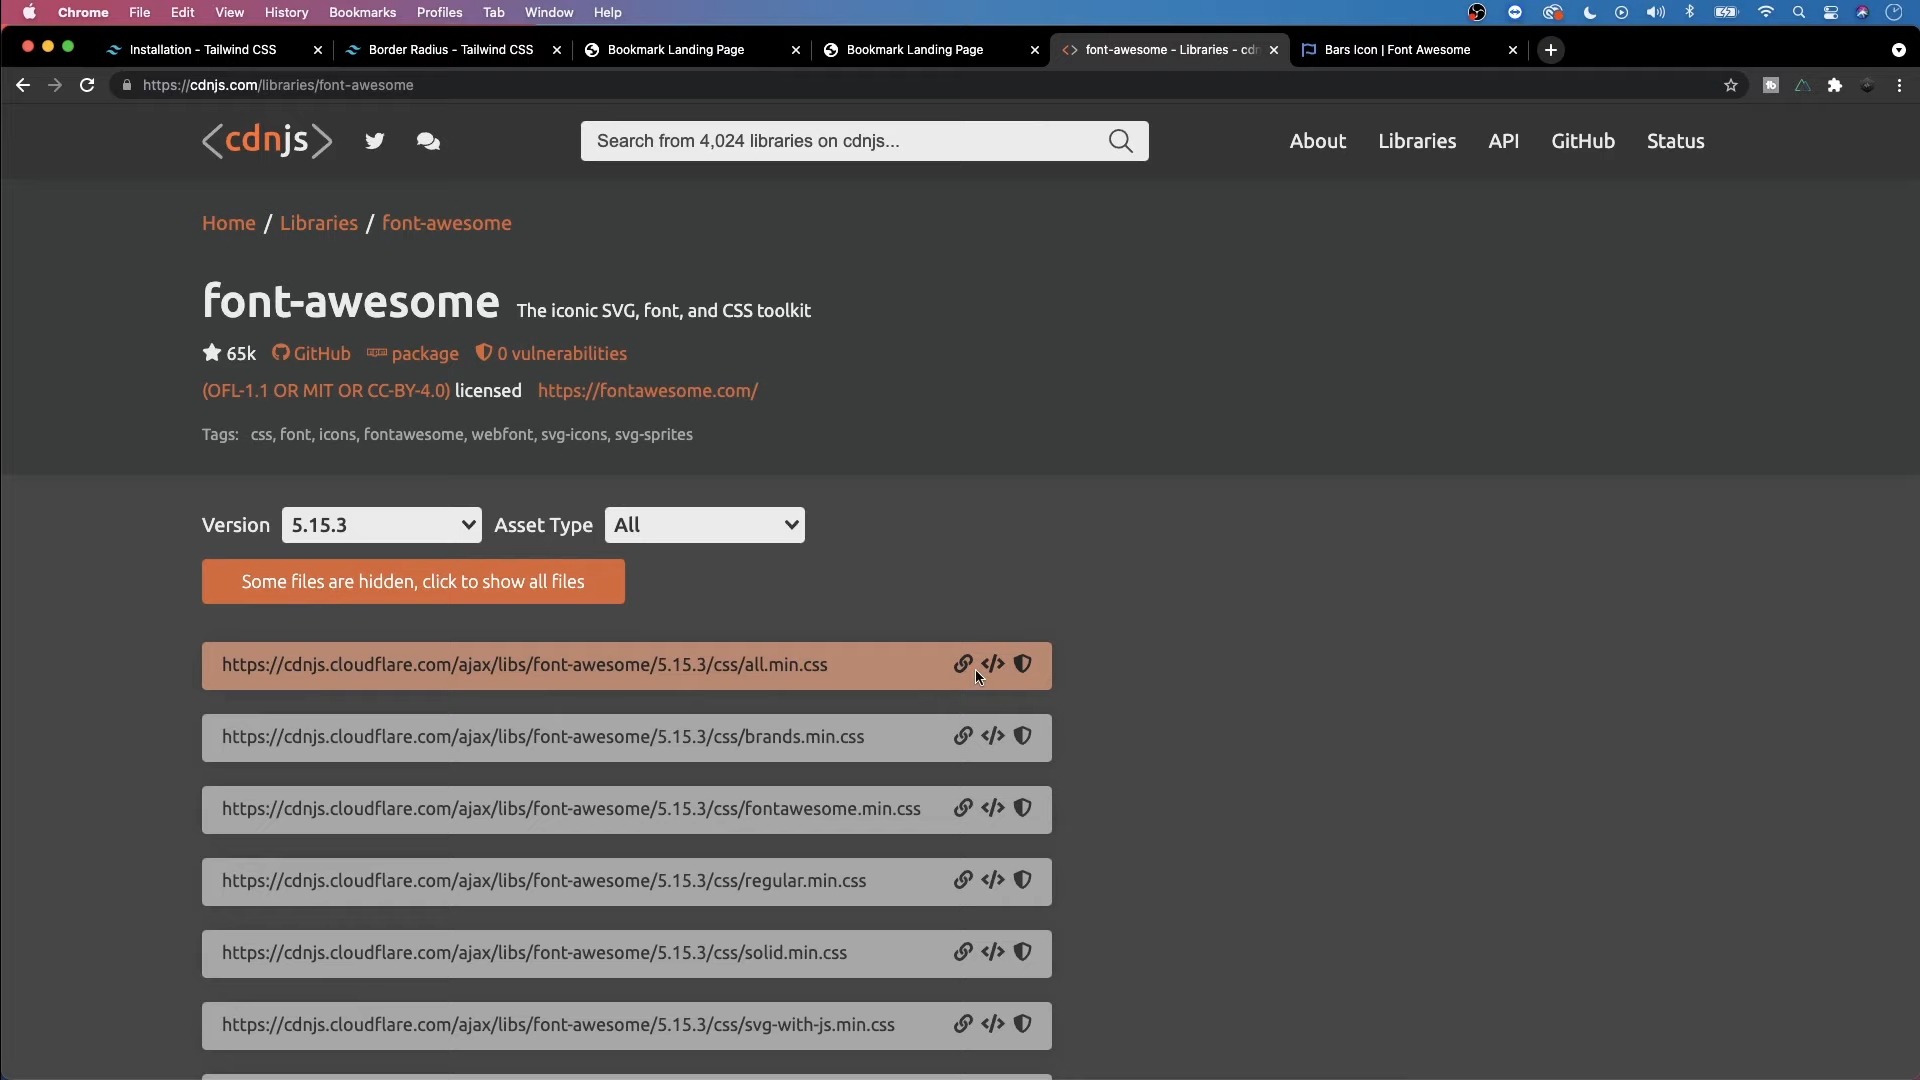 Chrome File Edit View History Bookmarks Profiles Tab Window Help
Installation - Tailwind CSS
Border Radius - Tailwind CSS
Bookmark Landing Page
Bookmark Landing Page
font-awesome - Libraries - cdn
Bars Icon | Font Awesome
https://cdnjs.com/libraries/font-awesome
<cdnjs>
Search from 4,024 libraries on cdnjs...
About Libraries API GitHub Status
Home / Libraries / font-awesome
font-awesome The iconic SVG, font, and CSS toolkit
65k GitHub package 0 vulnerabilities
(OFL-1.1 OR MIT OR CC-BY-4.0) licensed https://fontawesome.com/
Tags: css, font, icons, fontawesome, webfont, svg-icons, svg-sprites
Version 5.15.3 Asset Type All
Some files are hidden, click to show all files
https://cdnjs.cloudflare.com/ajax/libs/font-awesome/5.15.3/css/all.min.css
https://cdnjs.cloudflare.com/ajax/libs/font-awesome/5.15.3/css/brands.min.css
https://cdnjs.cloudflare.com/ajax/libs/font-awesome/5.15.3/css/fontawesome.min.css
https://cdnjs.cloudflare.com/ajax/libs/font-awesome/5.15.3/css/regular.min.css
https://cdnjs.cloudflare.com/ajax/libs/font-awesome/5.15.3/css/solid.min.css
https://cdnjs.cloudflare.com/ajax/libs/font-awesome/5.15.3/css/svg-with-js.min.css